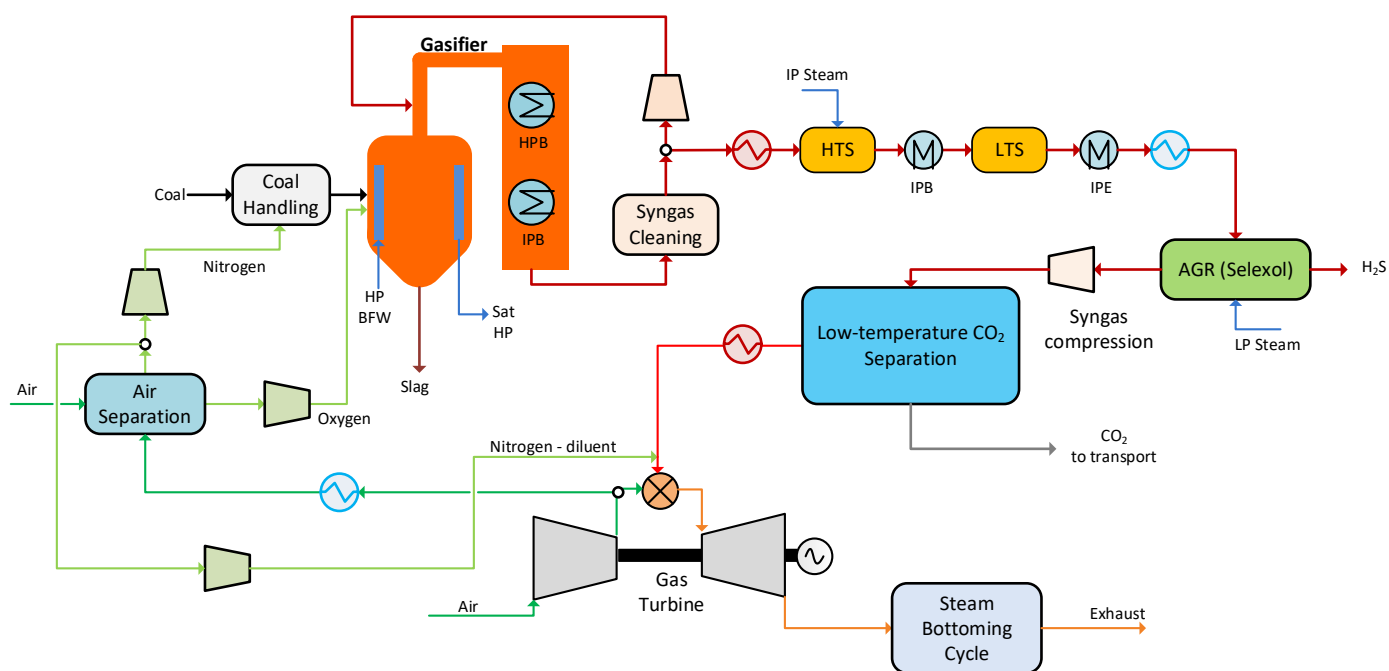 Gasifier
IP Steam
HPB
HTS
LTS
IPB
IPE
Coal
Coal
Handling
Syngas
Cleaning
IPB
Nitrogen
HP
BFW
Sat
HP
AGR (Selexol)
H₂S
Syngas
compression
LP Steam
Low-temperature CO₂
Separation
Slag
Air
Air
Separation
Oxygen
CO₂
to transport
Nitrogen - diluent
Gas
Turbine
Air
Steam
Bottoming
Cycle
Exhaust